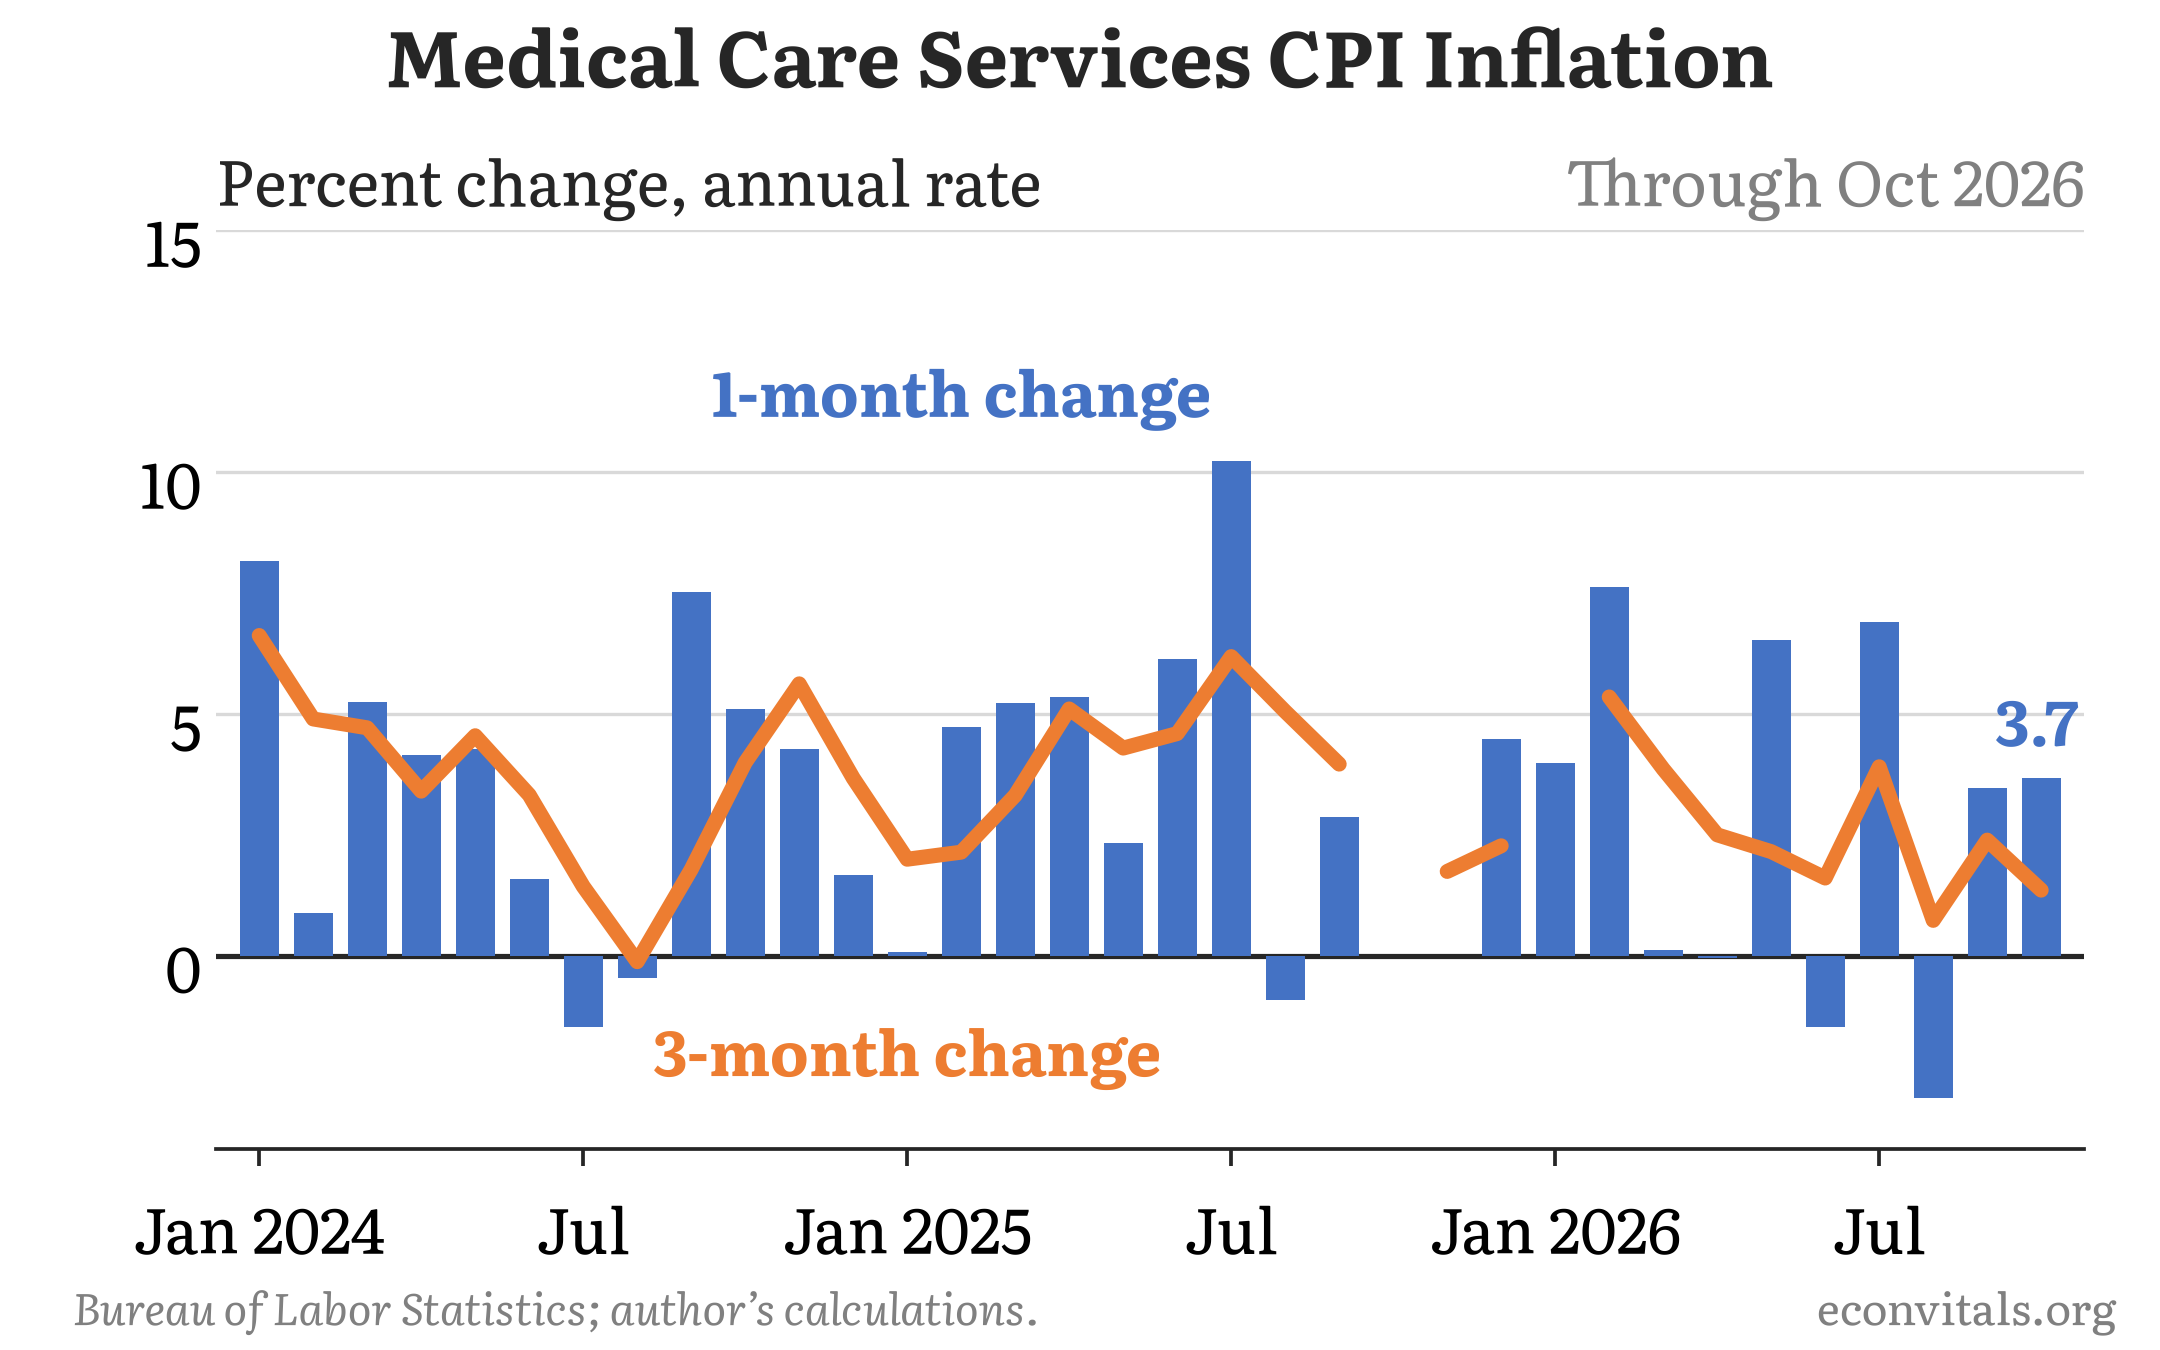 Medical Care Services CPI Inflation
Percent change, annual rate
Through Oct 2026
15
1-month change
10
5
3.7
0
3-month change
Jan 2024
Jul
Jan 2025
Jul
Jan 2026
Jul
Bureau of Labor Statistics; author’s calculations.
econvitals.org